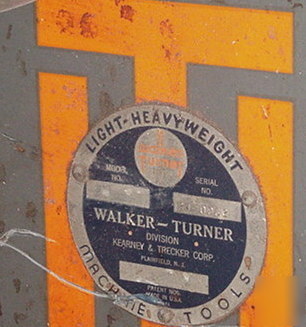 LIGHT-HEAVYWEIGHT
MODEL NO.
SERIAL NO.
WALKER-TURNER
DIVISION
KEARNEY & TRECKER CORP.
PLAINFIELD, N. J.
PATENT NOS.
MADE IN U.S.A.
MACHINE TOOLS